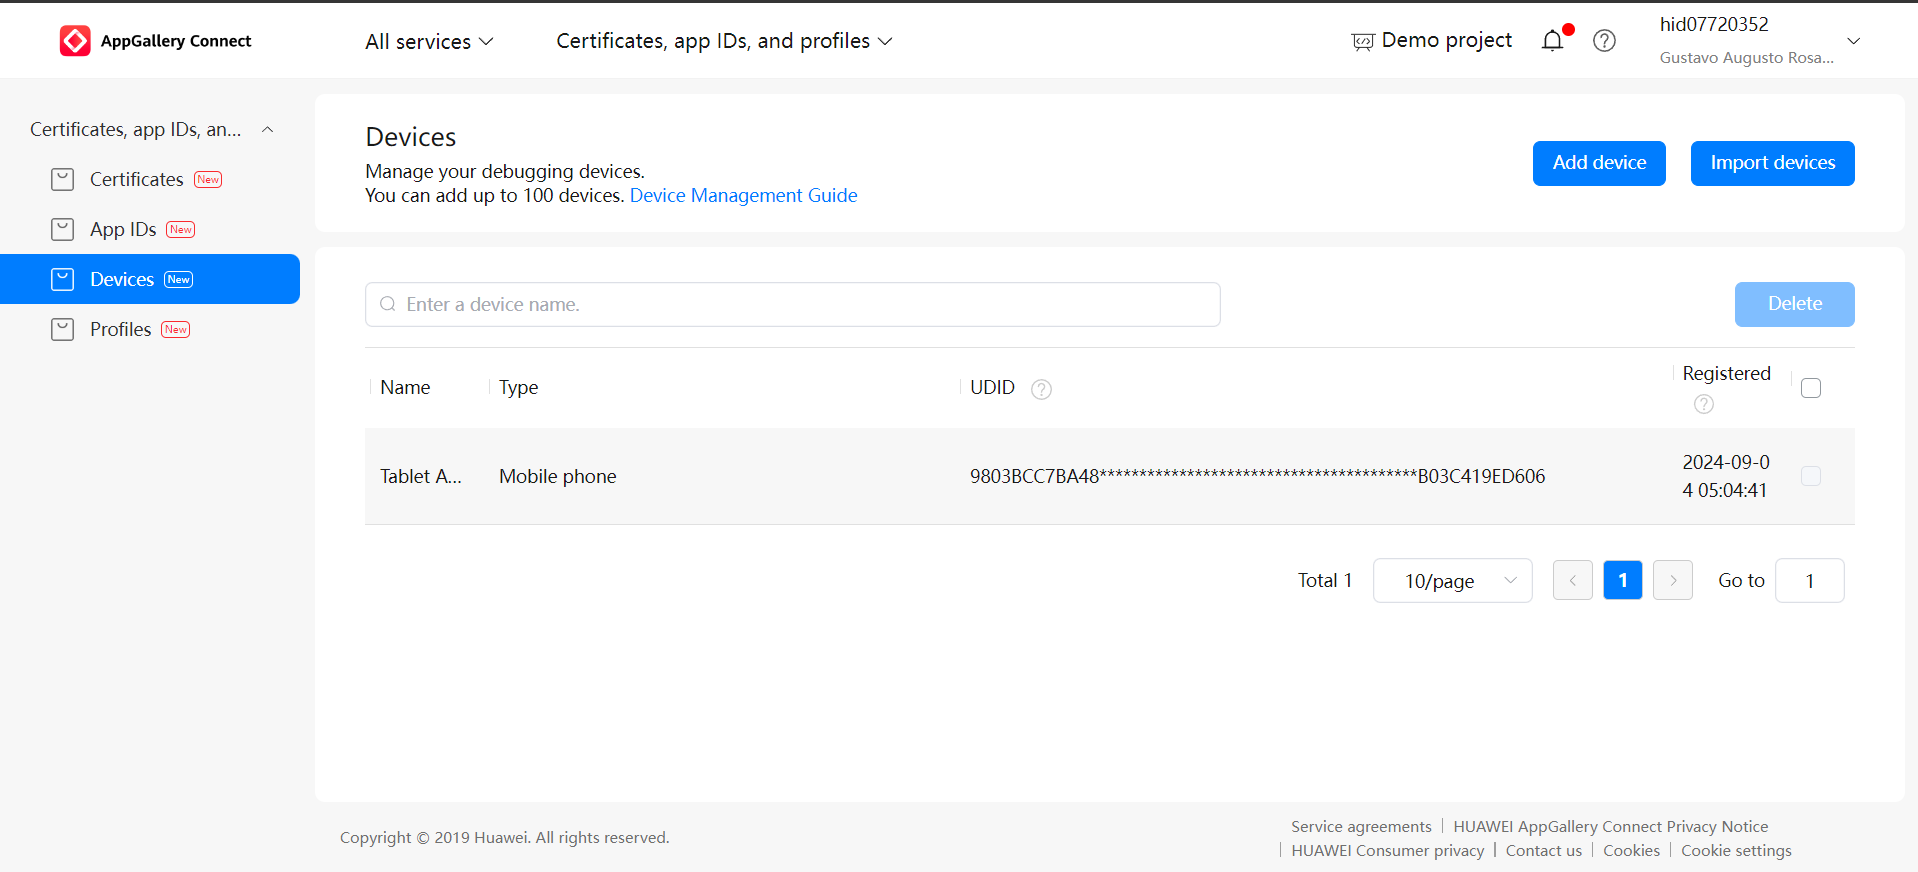 AppGallery Connect
All services
Certificates, app IDs, and profiles
Demo project
hid07720352
Gustavo Augusto Rosa...
Certificates, app IDs, an...
Certificates New
App IDs New
Devices New
Profiles New
Devices
Manage your debugging devices.
You can add up to 100 devices. Device Management Guide
Add device
Import devices
Enter a device name.
Delete
Name
Type
UDID
Registered
Tablet A...
Mobile phone
9803BCC7BA48****************************************B03C419ED606
2024-09-0
4 05:04:41
Total 1
10/page
1
Go to
1
Copyright © 2019 Huawei. All rights reserved.
Service agreements | HUAWEI AppGallery Connect Privacy Notice
| HUAWEI Consumer privacy | Contact us | Cookies | Cookie settings